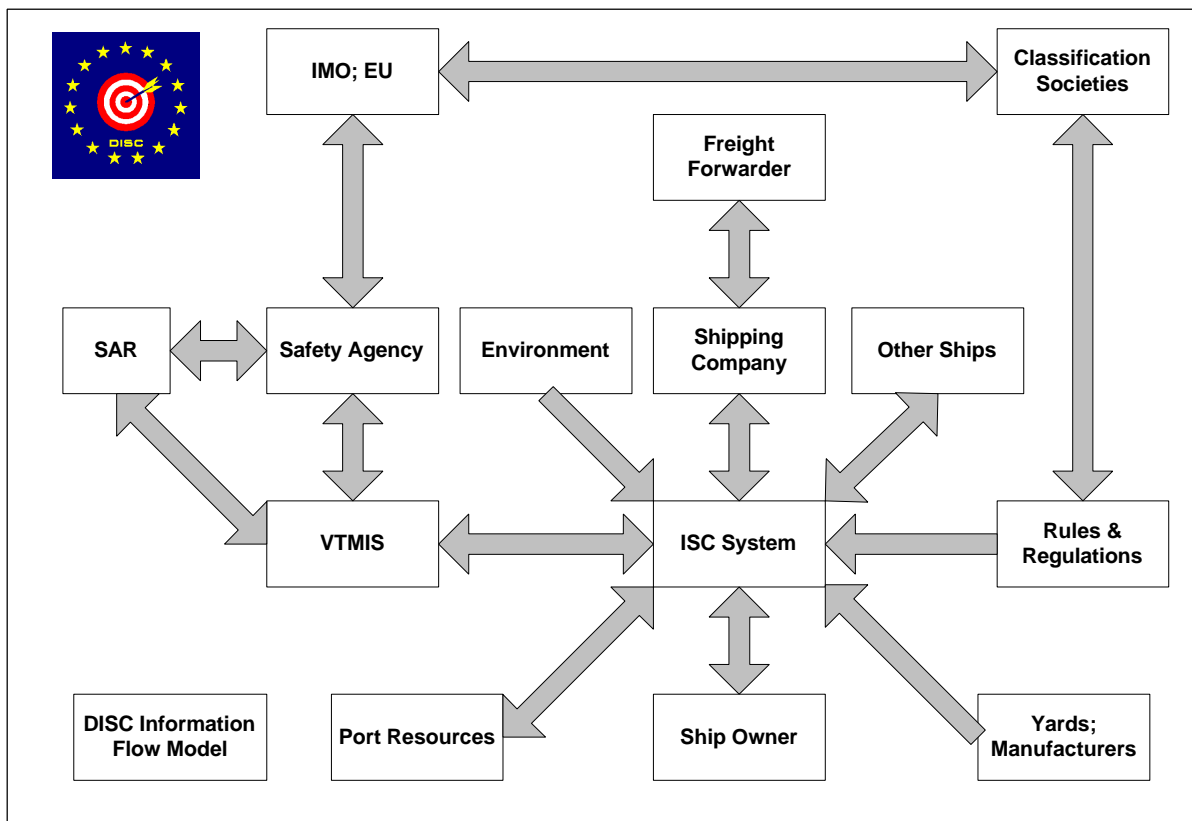 IMO; EU
Classification
Societies
DISC
Freight
Forwarder
SAR
Safety Agency
Environment
Shipping
Company
Other Ships
VTMIS
ISC System
Rules &
Regulations
DISC Information
Flow Model
Port Resources
Ship Owner
Yards;
Manufacturers